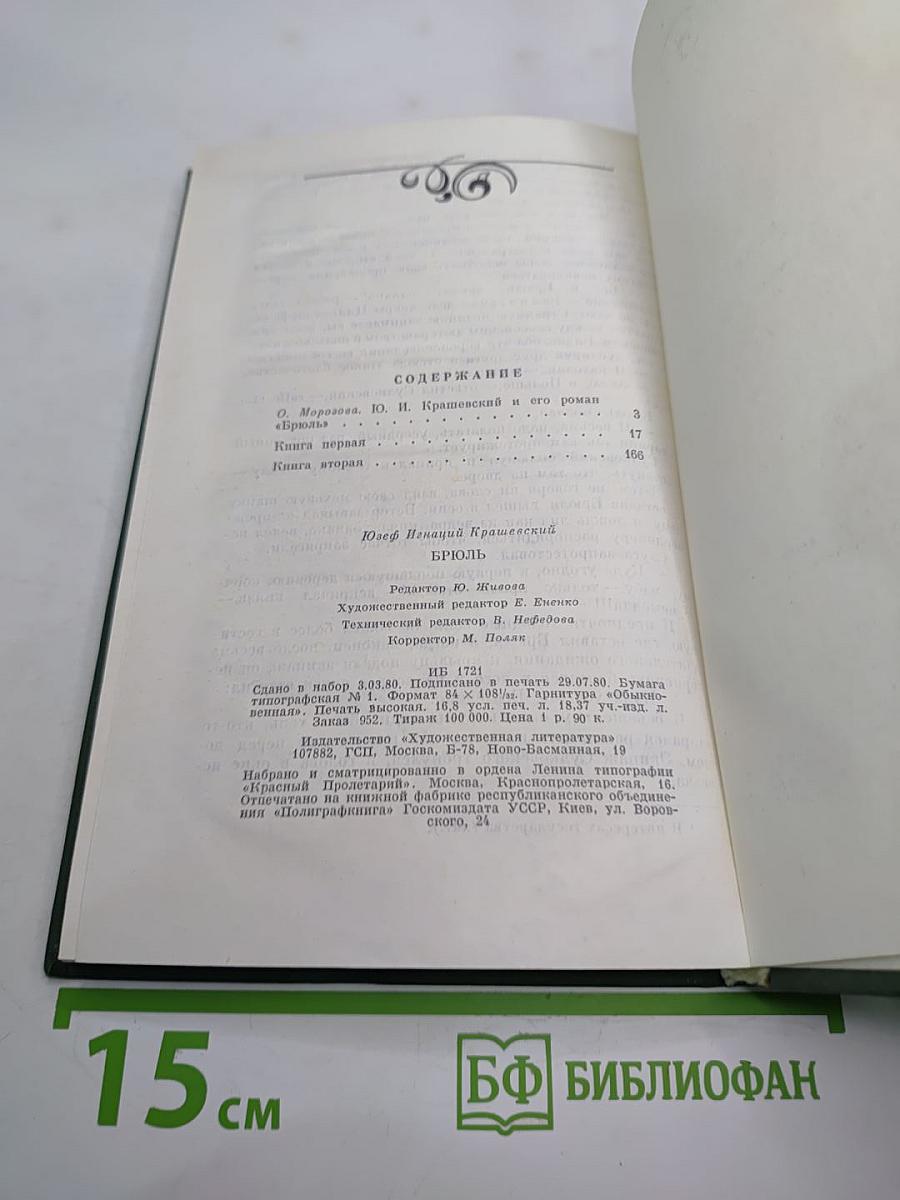 СОДЕРЖАНИЕ
О. Морозова. Ю. И. Крашевский и его роман
«Брюль» . . . . . . . . . . . . . . . . 3
Книга первая . . . . . . . . . . . . . . 17
Книга вторая . . . . . . . . . . . . . . 166
Юзеф Игнаций Крашевский
БРЮЛЬ
Редактор Ю. Живова
Художественный редактор Е. Ененко
Технический редактор В. Нефедова
Корректор М. Поляк
ИБ 1721
Сдано в набор 3.03.80. Подписано в печать 29.07.80. Бумага
типографская № 1. Формат 84 × 108¹/₃₂. Гарнитура «Обыкно-
венная». Печать высокая. 16,8 усл. печ. л. 18,37 уч.-изд. л.
Заказ 952. Тираж 100 000. Цена 1 р. 90 к.
Издательство «Художественная литература»
107882, ГСП, Москва, Б-78, Ново-Басманная, 19
Набрано и сматрицировано в ордена Ленина типографии
«Красный Пролетарий». Москва, Краснопролетарская, 16.
Отпечатано на книжной фабрике республиканского объедине-
ния «Полиграфкнига» Госкомиздата УССР, Киев, ул. Воров-
ского, 24
15 см
БФ БИБЛИОФАН